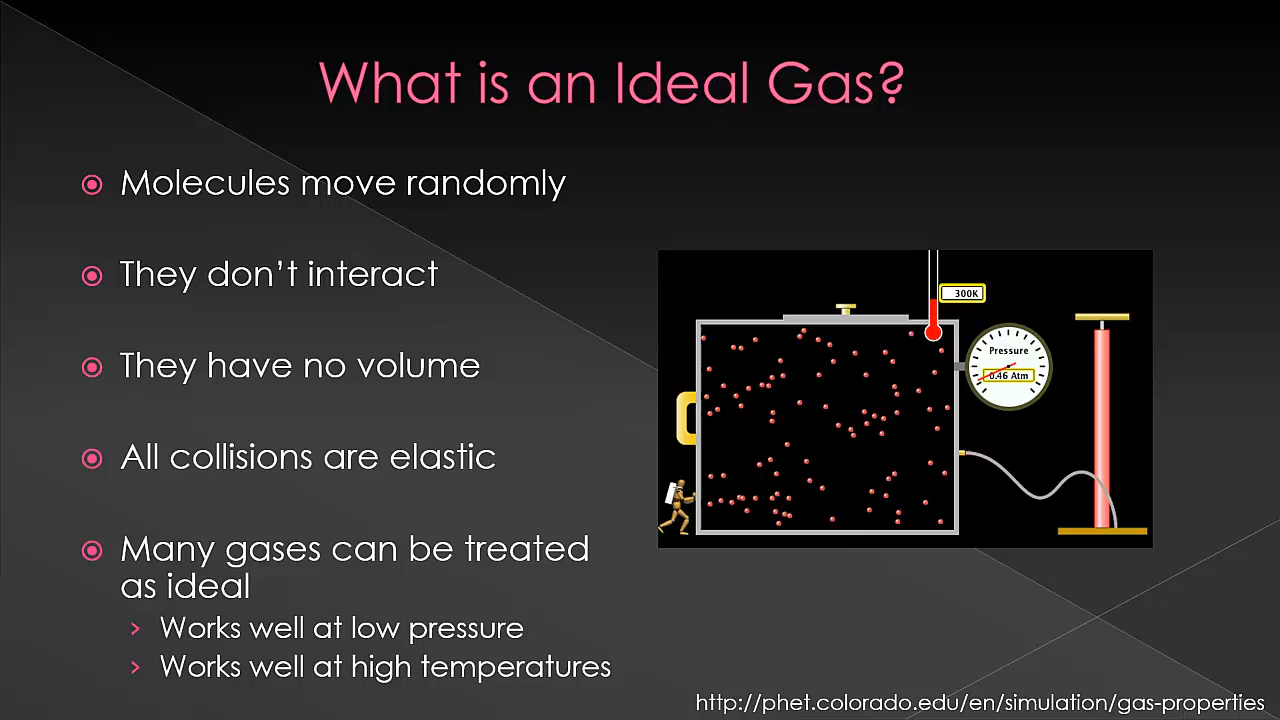 What is an Ideal Gas?
Molecules move randomly
They don't interact
They have no volume
All collisions are elastic
Many gases can be treated
as ideal
Works well at low pressure
Works well at high temperatures
300K
Pressure
0.46 Atm
http://phet.colorado.edu/en/simulation/gas-properties